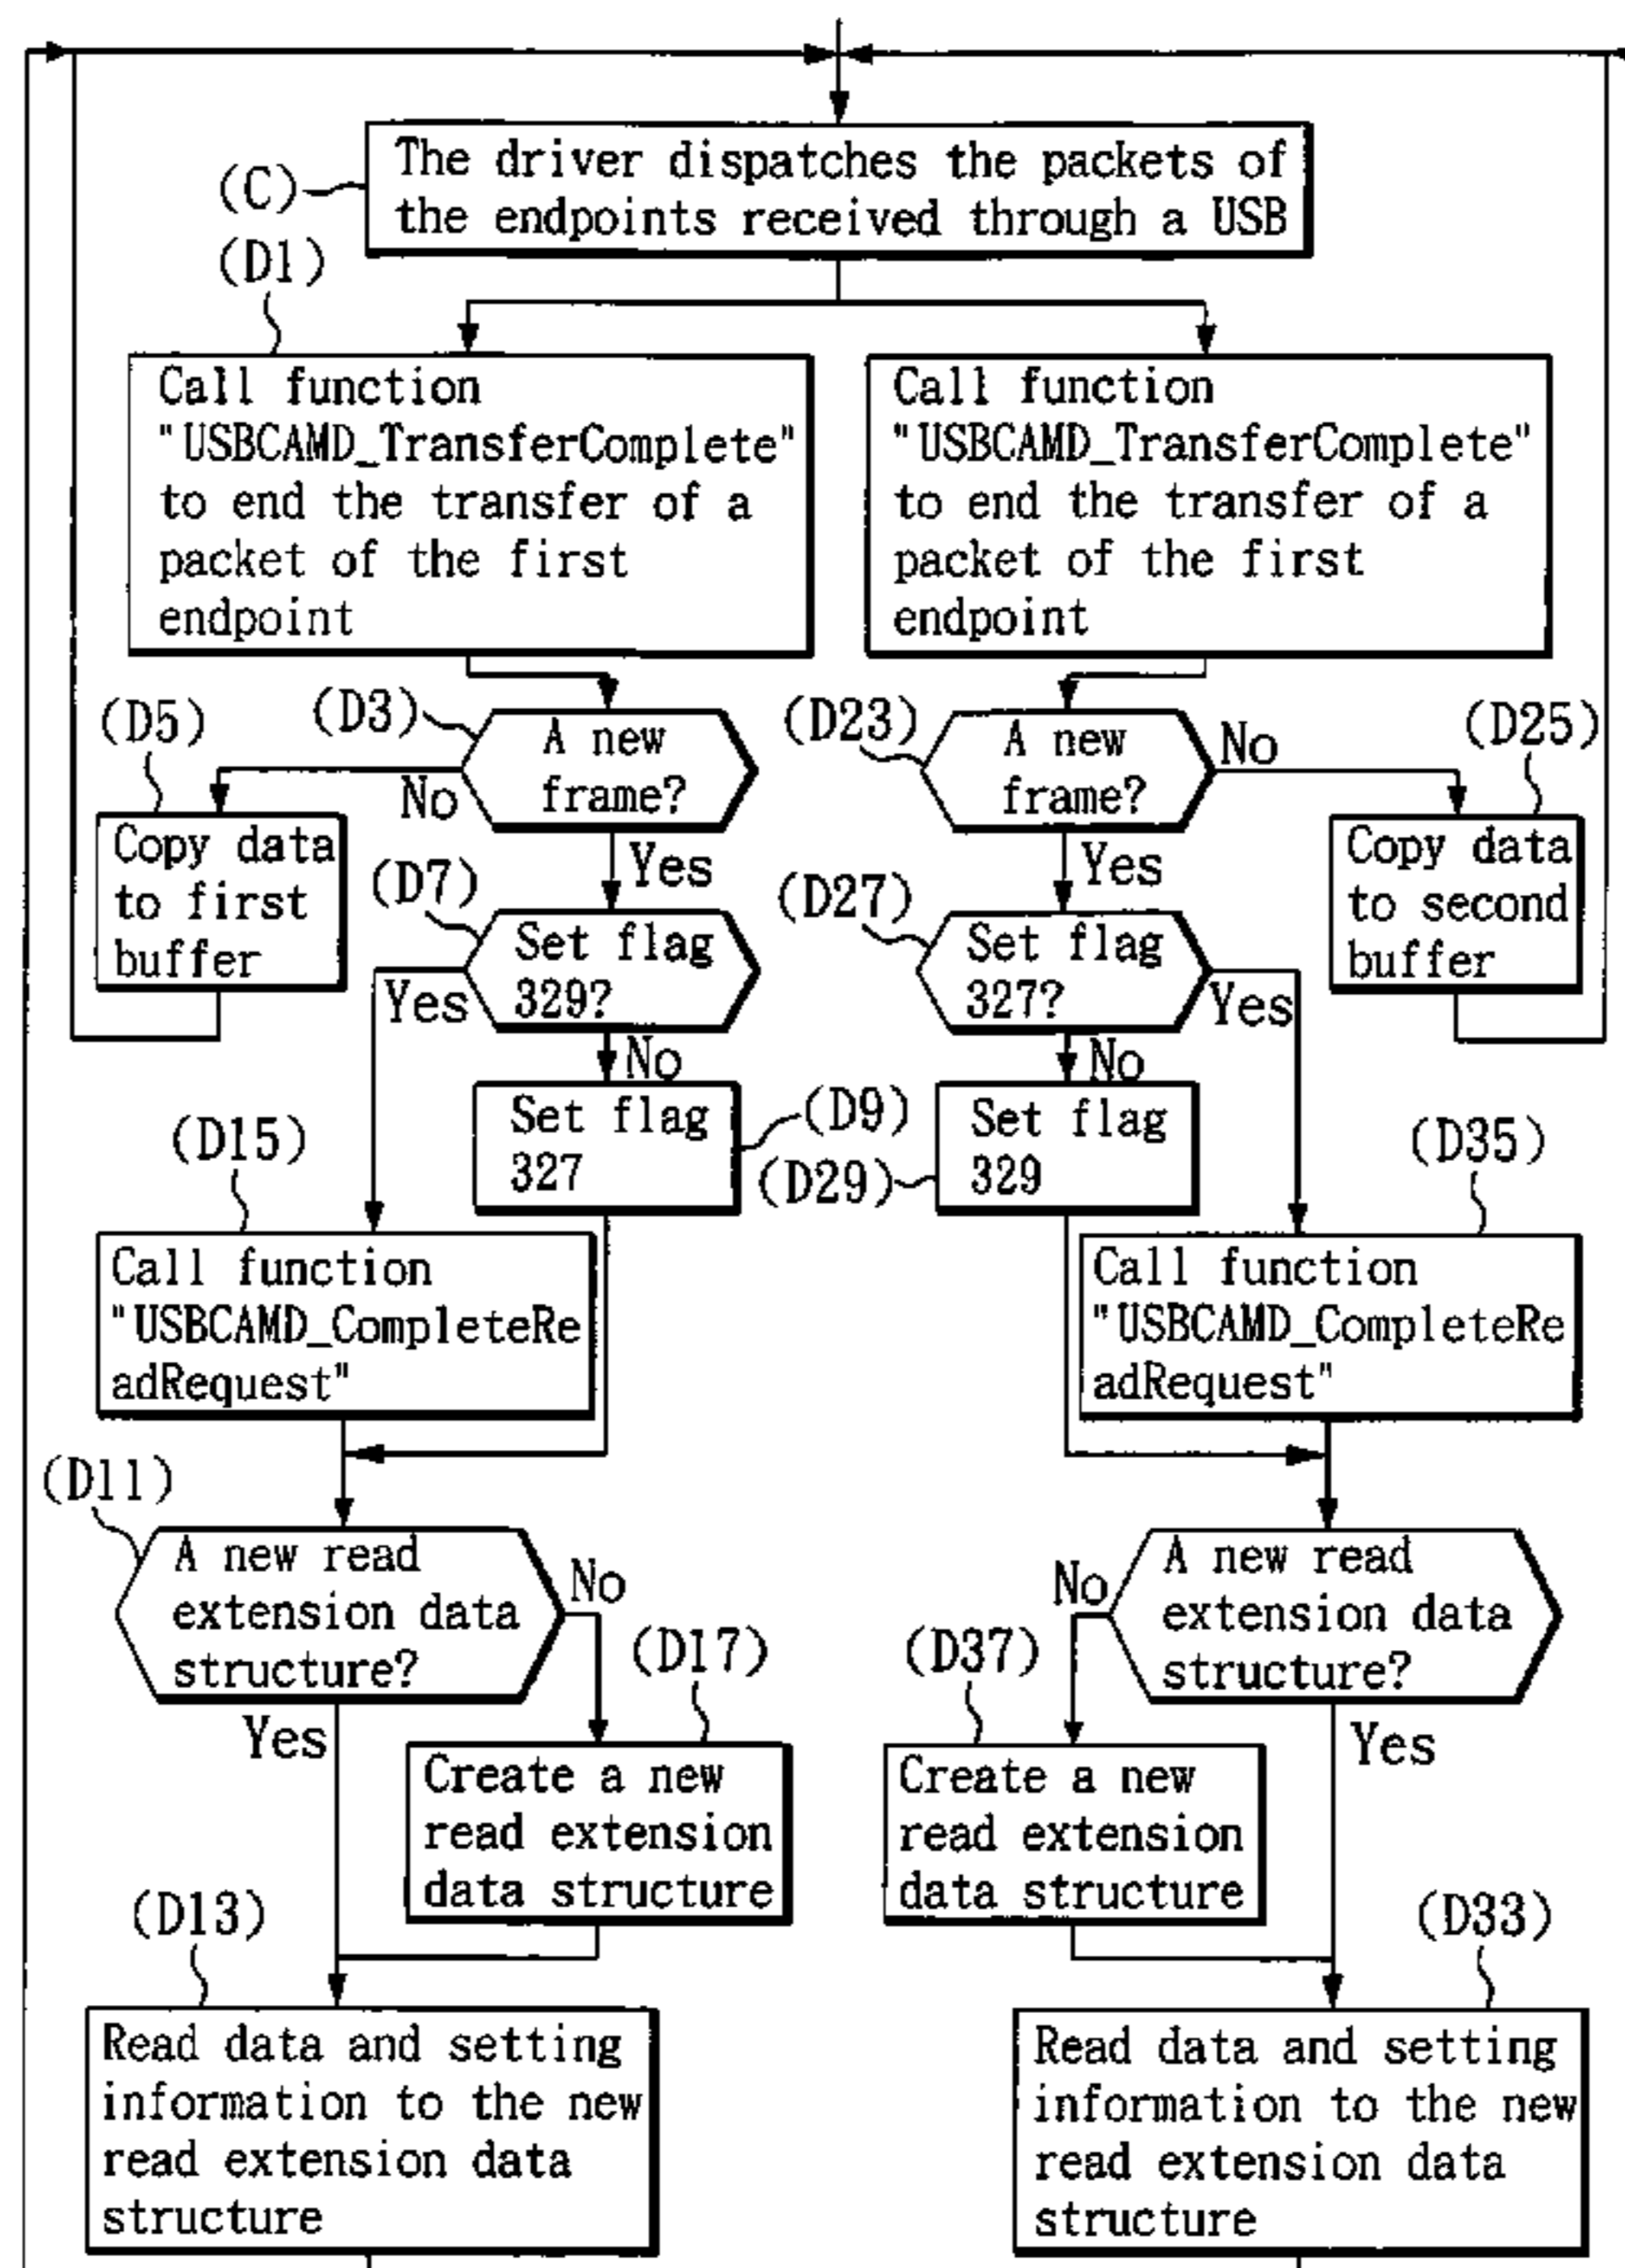 The driver dispatches the packets of
the endpoints received through a USB
(C)
(D1)
Call function
"USBCAMD_TransferComplete"
to end the transfer of a
packet of the first
endpoint
Call function
"USBCAMD_TransferComplete"
to end the transfer of a
packet of the first
endpoint
(D5)
(D3)
A new
frame?
No
(D23)
A new
frame?
No
(D25)
Copy data
to first
buffer
Yes
Yes
Copy data
to second
buffer
(D7)
Set flag
329?
Yes
No
(D27)
Set flag
327?
Yes
No
(D15)
Set flag
327
(D9)
(D29)
Set flag
329
(D35)
Call function
"USBCAMD_CompleteRe
adRequest"
Call function
"USBCAMD_CompleteRe
adRequest"
(D11)
A new read
extension data
structure?
No
Yes
A new read
extension data
structure?
No
Yes
(D17)
(D37)
Create a new
read extension
data structure
Create a new
read extension
data structure
(D13)
(D33)
Read data and setting
information to the new
read extension data
structure
Read data and setting
information to the new
read extension data
structure